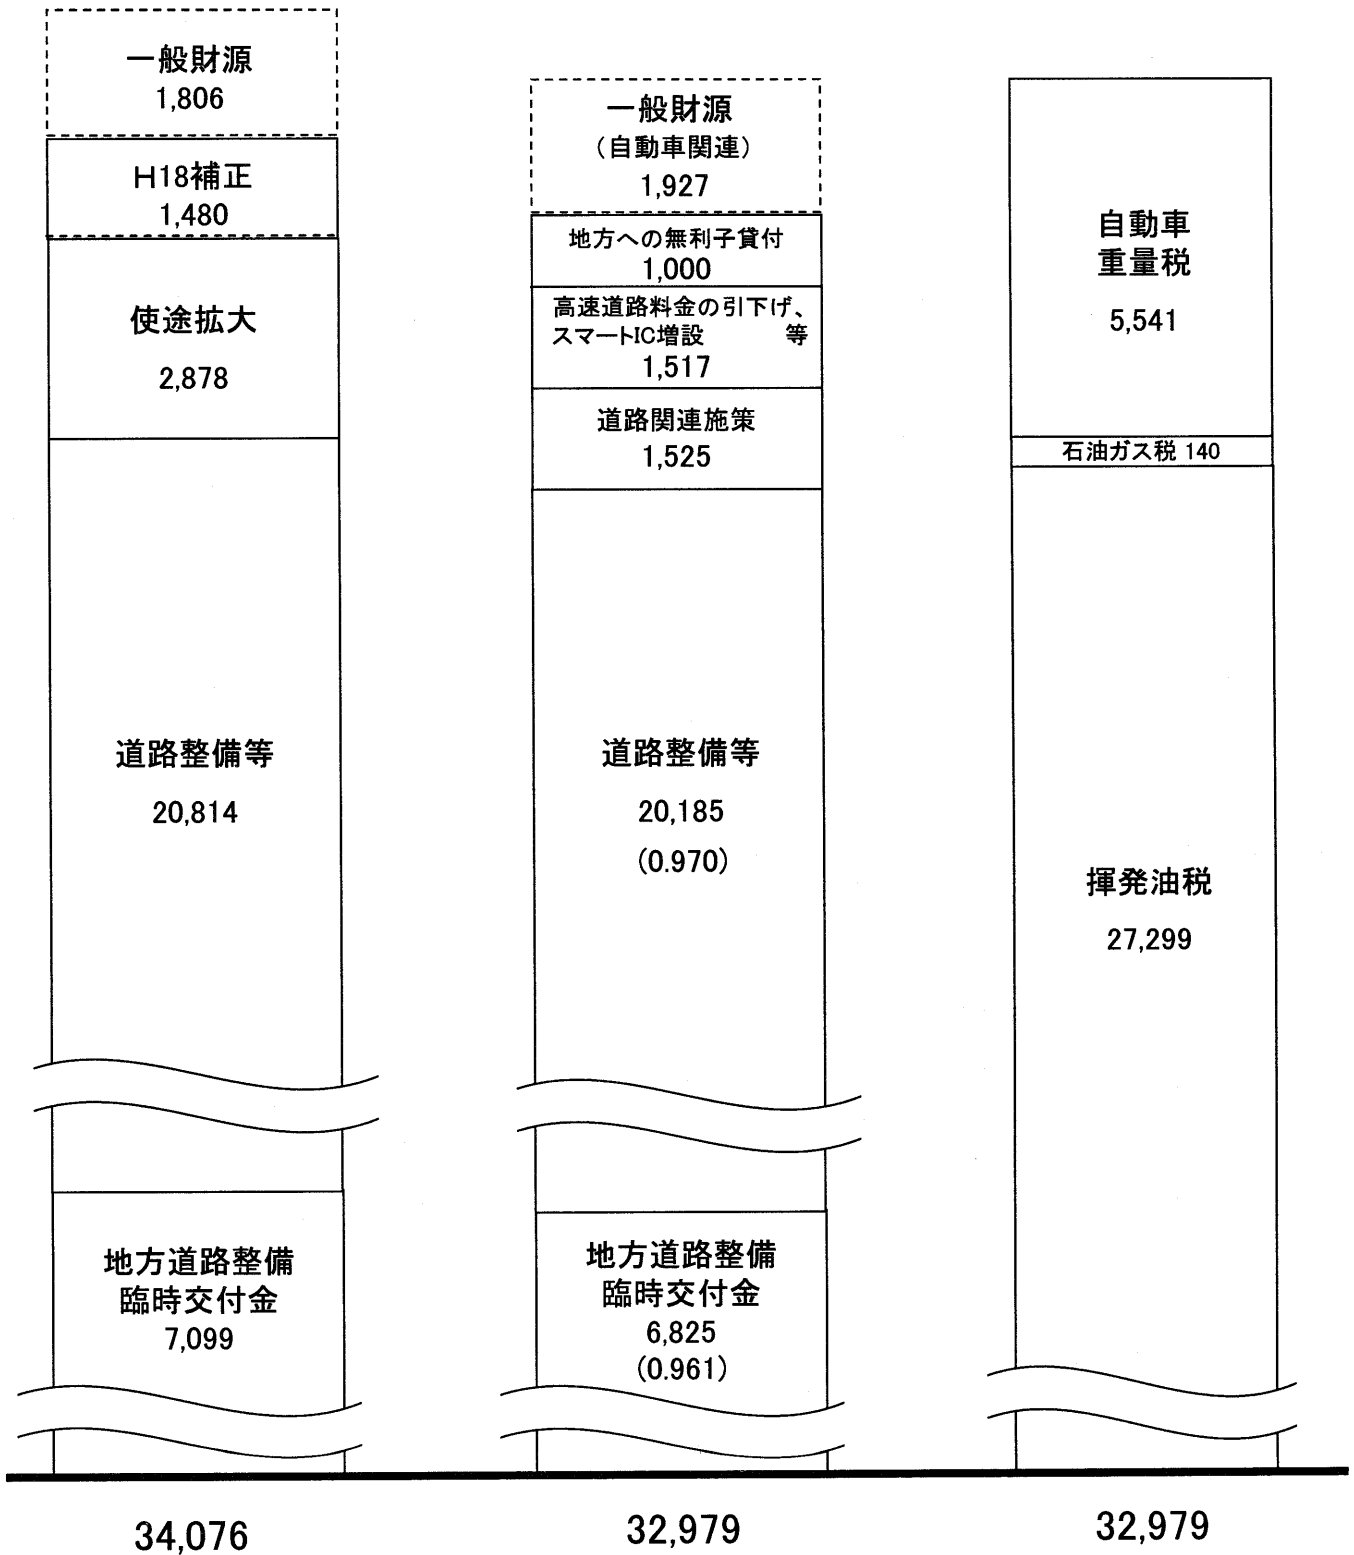 一般財源
1,806
H18補正
1,480
使途拡大
2,878
道路整備等
20,814
地方道路整備
臨時交付金
7,099
34,076
一般財源
（自動車関連）
1,927
地方への無利子貸付
1,000
高速道路料金の引下げ、
スマートIC増設 等
1,517
道路関連施策
1,525
道路整備等
20,185
(0.970)
地方道路整備
臨時交付金
6,825
(0.961)
32,979
自動車
重量税
5,541
石油ガス税 140
揮発油税
27,299
32,979